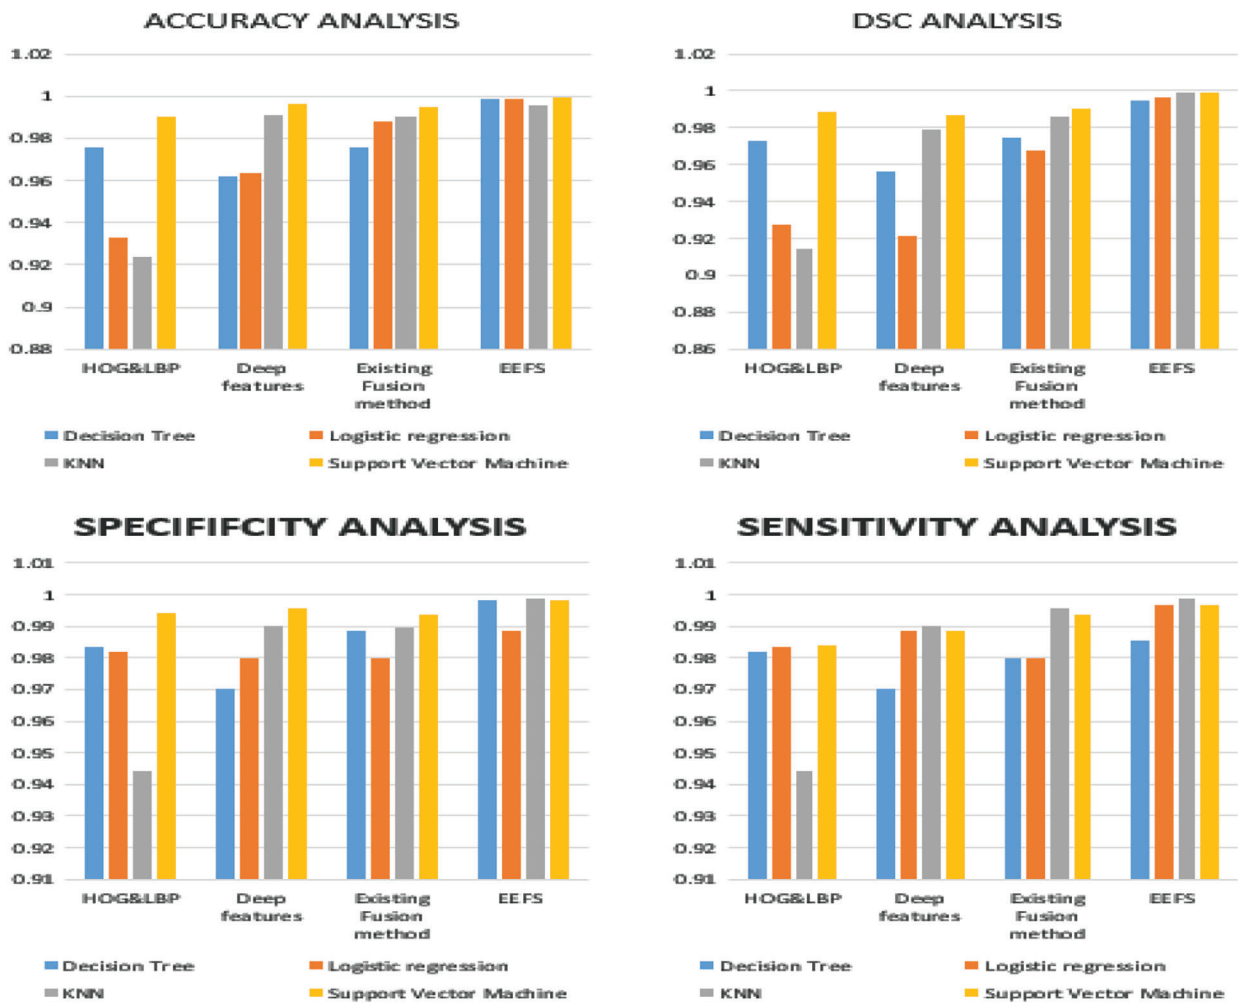 ACCURACY ANALYSIS
1.02
1
0.98
0.96
0.94
0.92
0.9
0.88
HOG&LBP
Deep
features
Existing
Fusion
method
EEFS
Decision Tree
Logistic regression
KNN
Support Vector Machine
DSC ANALYSIS
1.02
1
0.98
0.96
0.94
0.92
0.9
0.88
0.86
HOG&LBP
Deep
features
Existing
Fusion
method
EEFS
Decision Tree
Logistic regression
KNN
Support Vector Machine
SPECIFIFCITY ANALYSIS
1.01
1
0.99
0.98
0.97
0.96
0.95
0.94
0.93
0.92
0.91
HOG&LBP
Deep
features
Existing
Fusion
method
EEFS
Decision Tree
Logistic regression
KNN
Support Vector Machine
SENSITIVITY ANALYSIS
1.01
1
0.99
0.98
0.97
0.96
0.95
0.94
0.93
0.92
0.91
HOG&LBP
Deep
features
Existing
Fusion
method
EEFS
Decision Tree
Logistic regression
KNN
Support Vector Machine